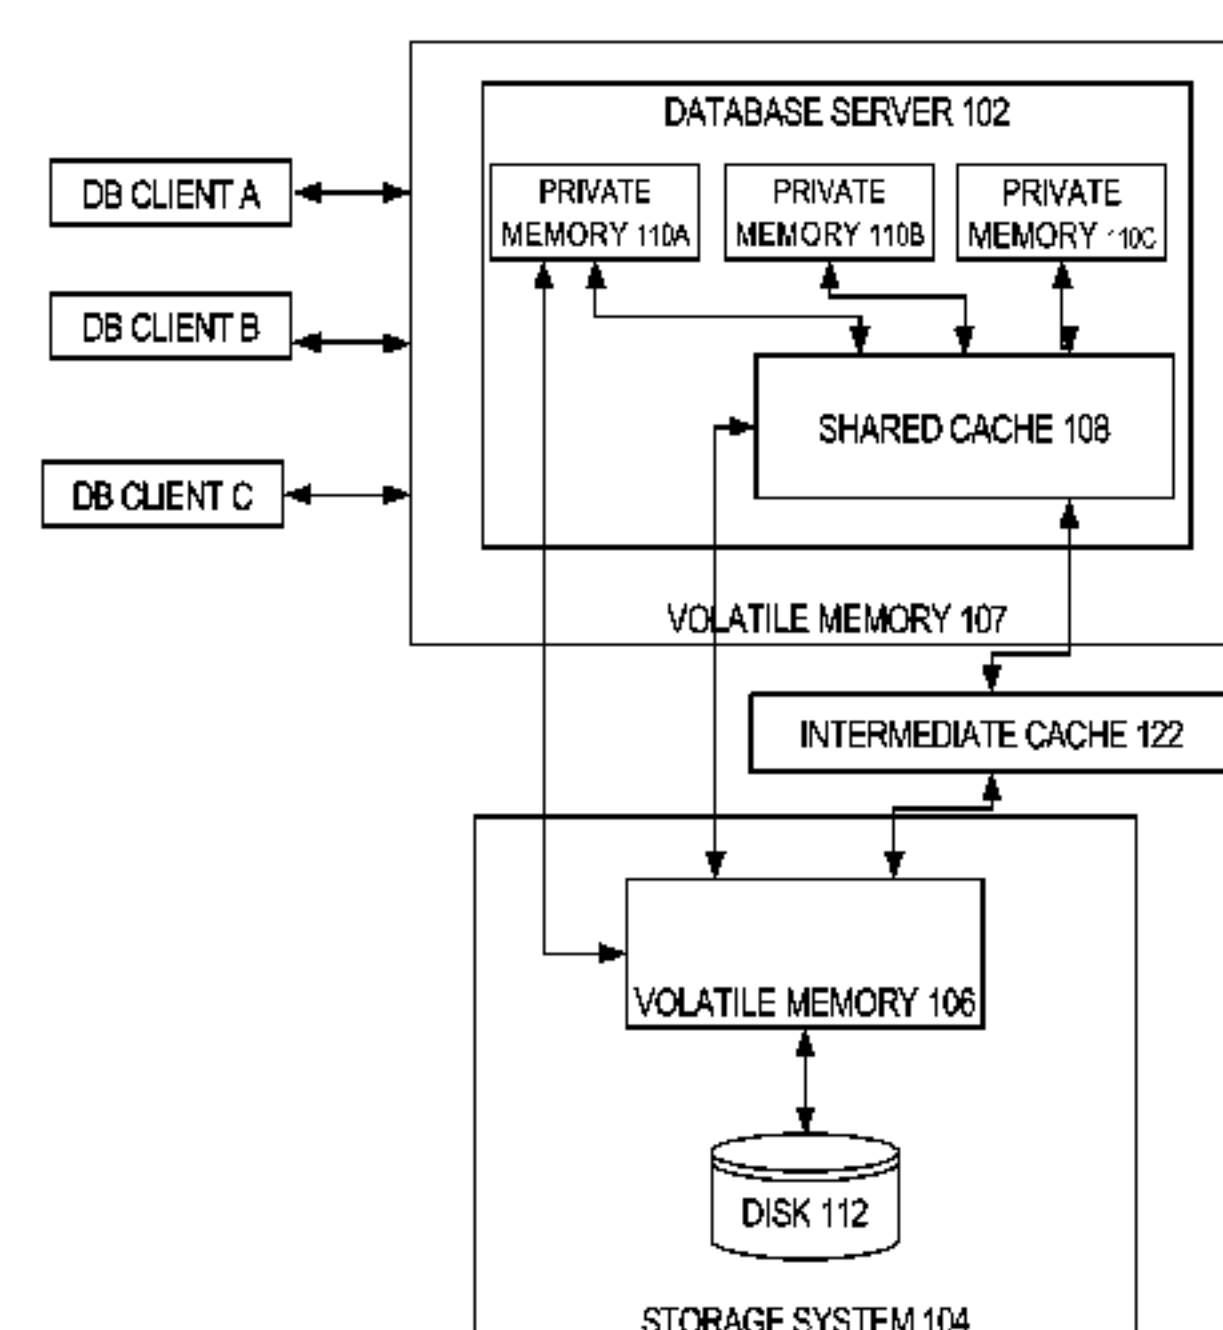 DATABASE SERVER 102
DB CLIENT A
PRIVATE
MEMORY 110A
PRIVATE
MEMORY 110B
PRIVATE
MEMORY 110C
DB CLIENT B
SHARED CACHE 108
DB CLIENT C
VOLATILE MEMORY 107
INTERMEDIATE CACHE 122
VOLATILE MEMORY 106
DISK 112
STORAGE SYSTEM 104